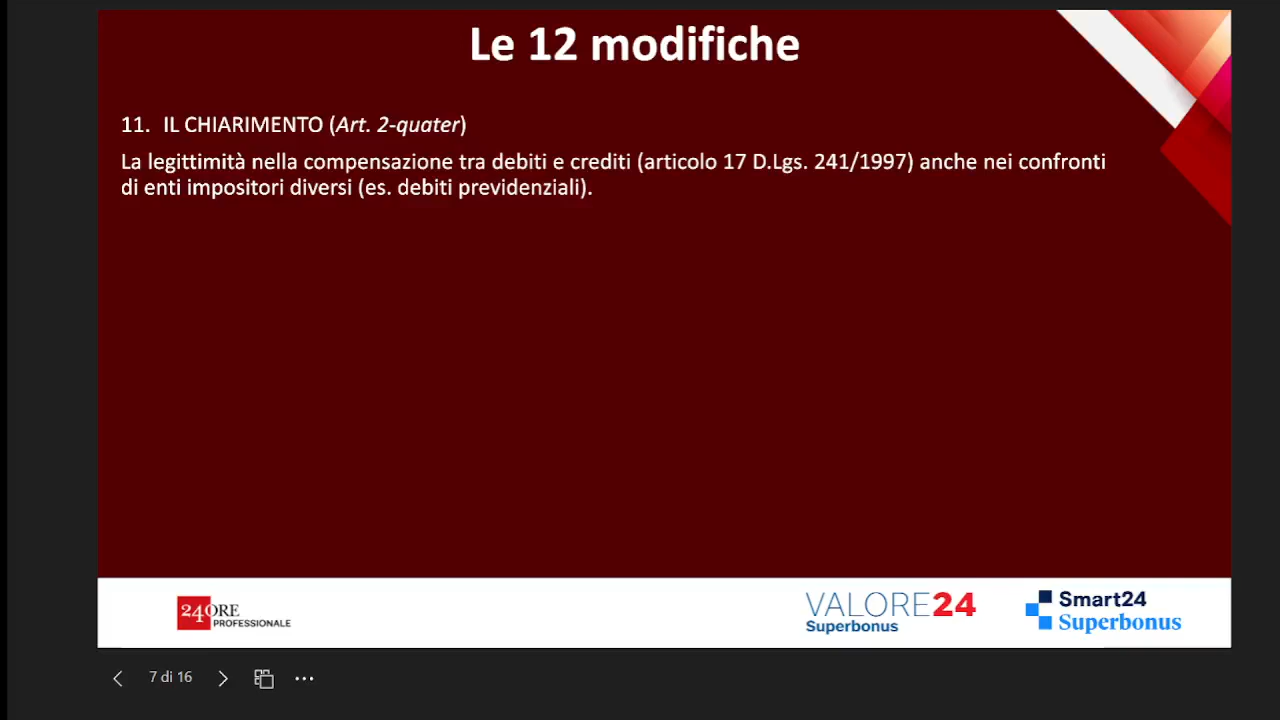 Le 12 modifiche
11. IL CHIARIMENTO (Art. 2-quater)
La legittimità nella compensazione tra debiti e crediti (articolo 17 D.Lgs. 241/1997) anche nei confronti
di enti impositori diversi (es. debiti previdenziali).
24ORE
PROFESSIONALE
VALORE24
Superbonus
Smart24
Superbonus
7 di 16